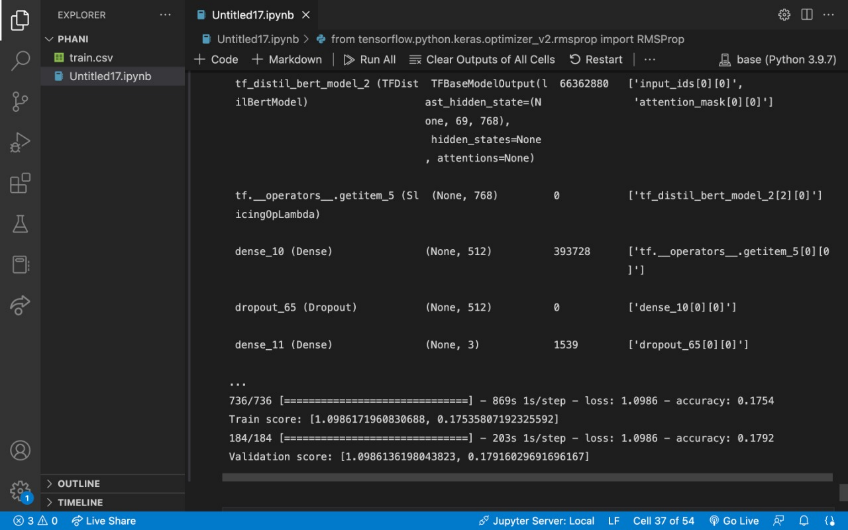 EXPLORER ···
PHANI
train.csv
Untitled17.ipynb
OUTLINE
TIMELINE
Untitled17.ipynb ×
Untitled17.ipynb > from tensorflow.python.keras.optimizer_v2.rmsprop import RMSProp
+ Code + Markdown Run All Clear Outputs of All Cells Restart ··· base (Python 3.9.7)
tf_distil_bert_model_2 (TFDist TFBaseModelOutput(l 66362880 ['input_ids[0][0]',
ilBertModel) ast_hidden_state=(N 'attention_mask[0][0]']
one, 69, 768),
hidden_states=None
, attentions=None)
tf.__operators__.getitem_5 (Sl (None, 768) 0 ['tf_distil_bert_model_2[2][0]']
icingOpLambda)
dense_10 (Dense) (None, 512) 393728 ['tf.__operators__.getitem_5[0][0
]']
dropout_65 (Dropout) (None, 512) 0 ['dense_10[0][0]']
dense_11 (Dense) (None, 3) 1539 ['dropout_65[0][0]']
...
736/736 [==============================] - 869s 1s/step - loss: 1.0986 - accuracy: 0.1754
Train score: [1.0986171960830688, 0.17535807192325592]
184/184 [==============================] - 203s 1s/step - loss: 1.0986 - accuracy: 0.1792
Validation score: [1.0986136198043823, 0.17916029691696167]
1
3 0 Live Share Jupyter Server: Local LF Cell 37 of 54 Go Live